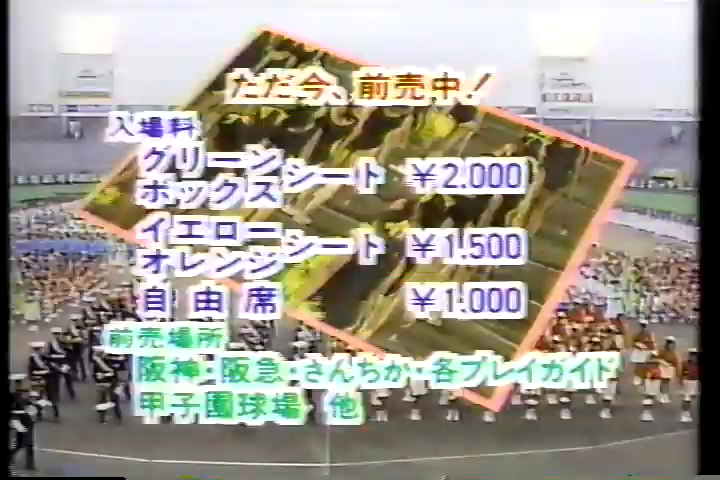 ただ今、前売中!
入場料
グリーン
ボックス シート ¥2.000
イエロー
オレンジ シート ¥1.500
自由席 ¥1.000
前売場所
阪神・阪急・さんちか・各プレイガイド
甲子園球場 他